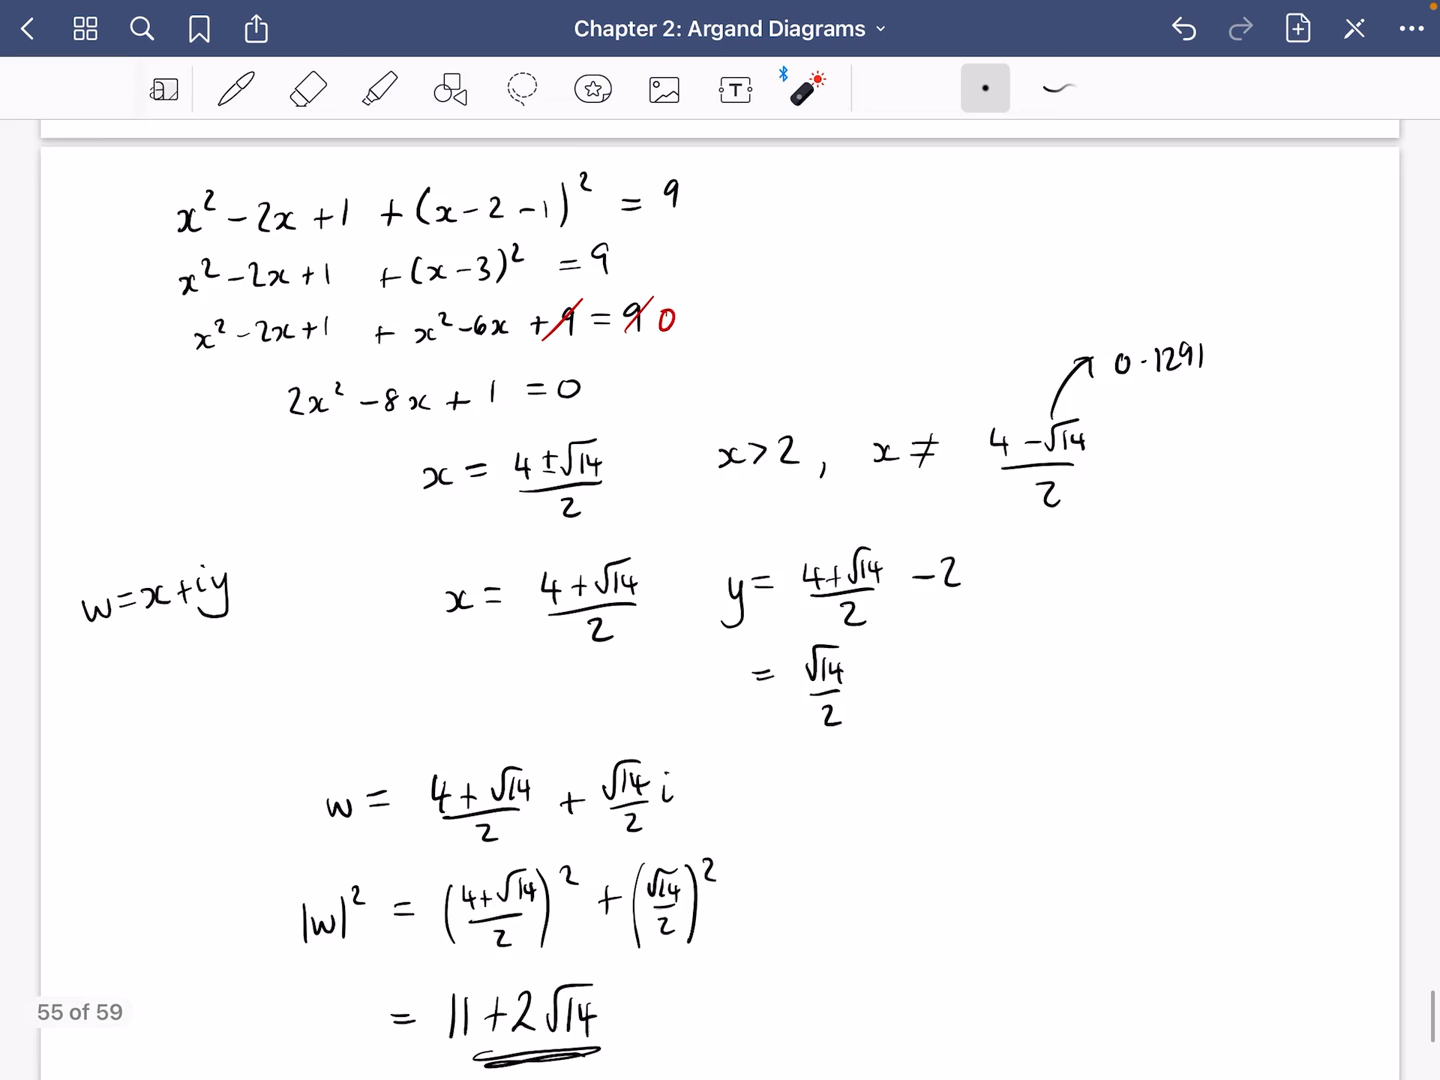 Chapter 2: Argand Diagrams
x² - 2x + 1 + (x - 2 - 1)² = 9
x² - 2x + 1 + (x - 3)² = 9
x² - 2x + 1 + x² - 6x + 9 = 9 0
2x² - 8x + 1 = 0
0.1291
x = (4 ± √14)/2 x > 2, x ≠ (4 - √14)/2
w = x + iy x = (4 + √14)/2 y = (4 + √14)/2 - 2
= √14/2
w = (4 + √14)/2 + √14/2 i
|w|² = ((4 + √14)/2)² + (√14/2)²
= 11 + 2√14
55 of 59